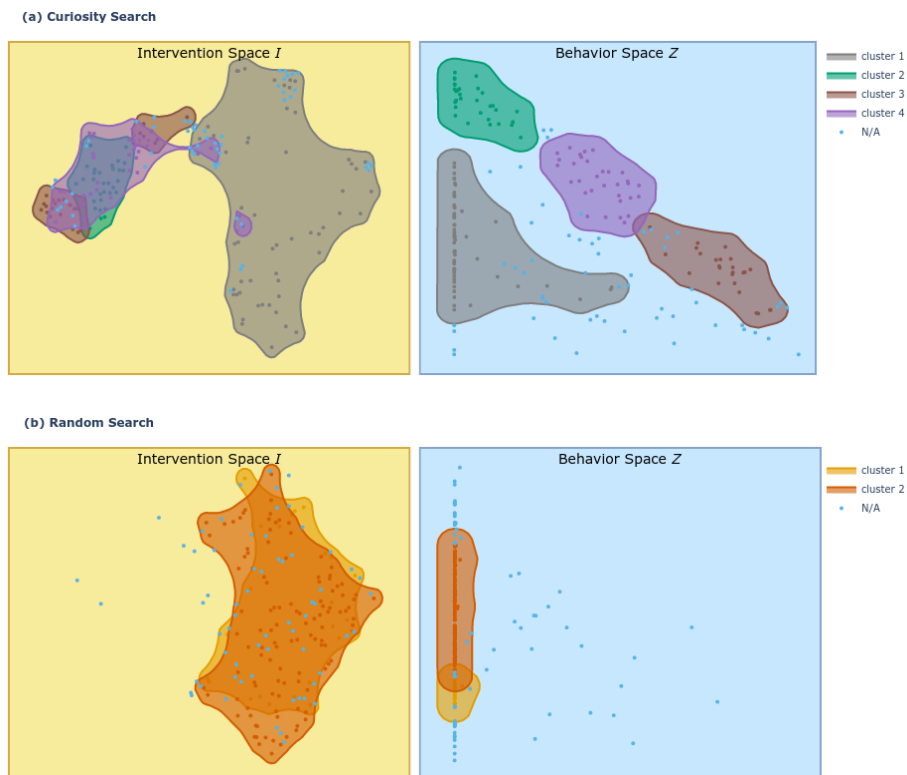 (a) Curiosity Search
Intervention Space I
Behavior Space Z
cluster 1
cluster 2
cluster 3
cluster 4
N/A
(b) Random Search
Intervention Space I
Behavior Space Z
cluster 1
cluster 2
N/A